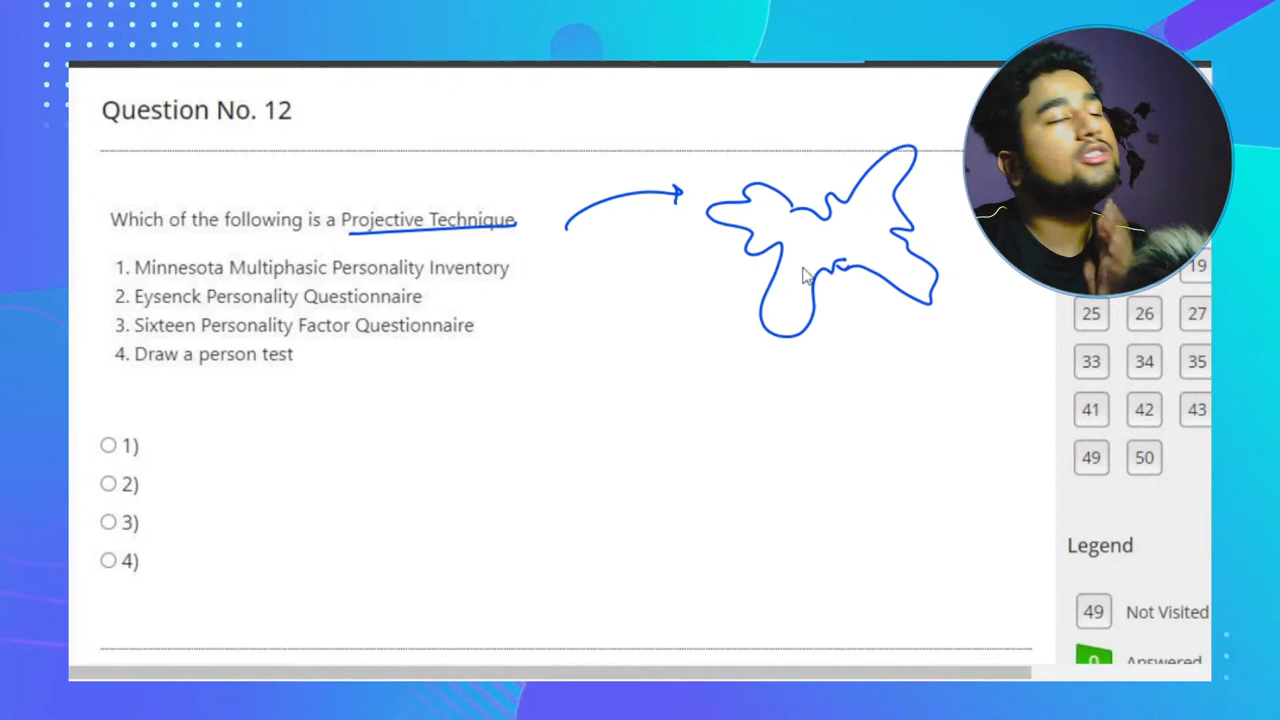 Question No. 12
Which of the following is a Projective Technique
1. Minnesota Multiphasic Personality Inventory
2. Eysenck Personality Questionnaire
3. Sixteen Personality Factor Questionnaire
4. Draw a person test
1)
2)
3)
4)
19
25 26 27
33 34 35
41 42 43
49 50
Legend
49 Not Visited
0 Answered